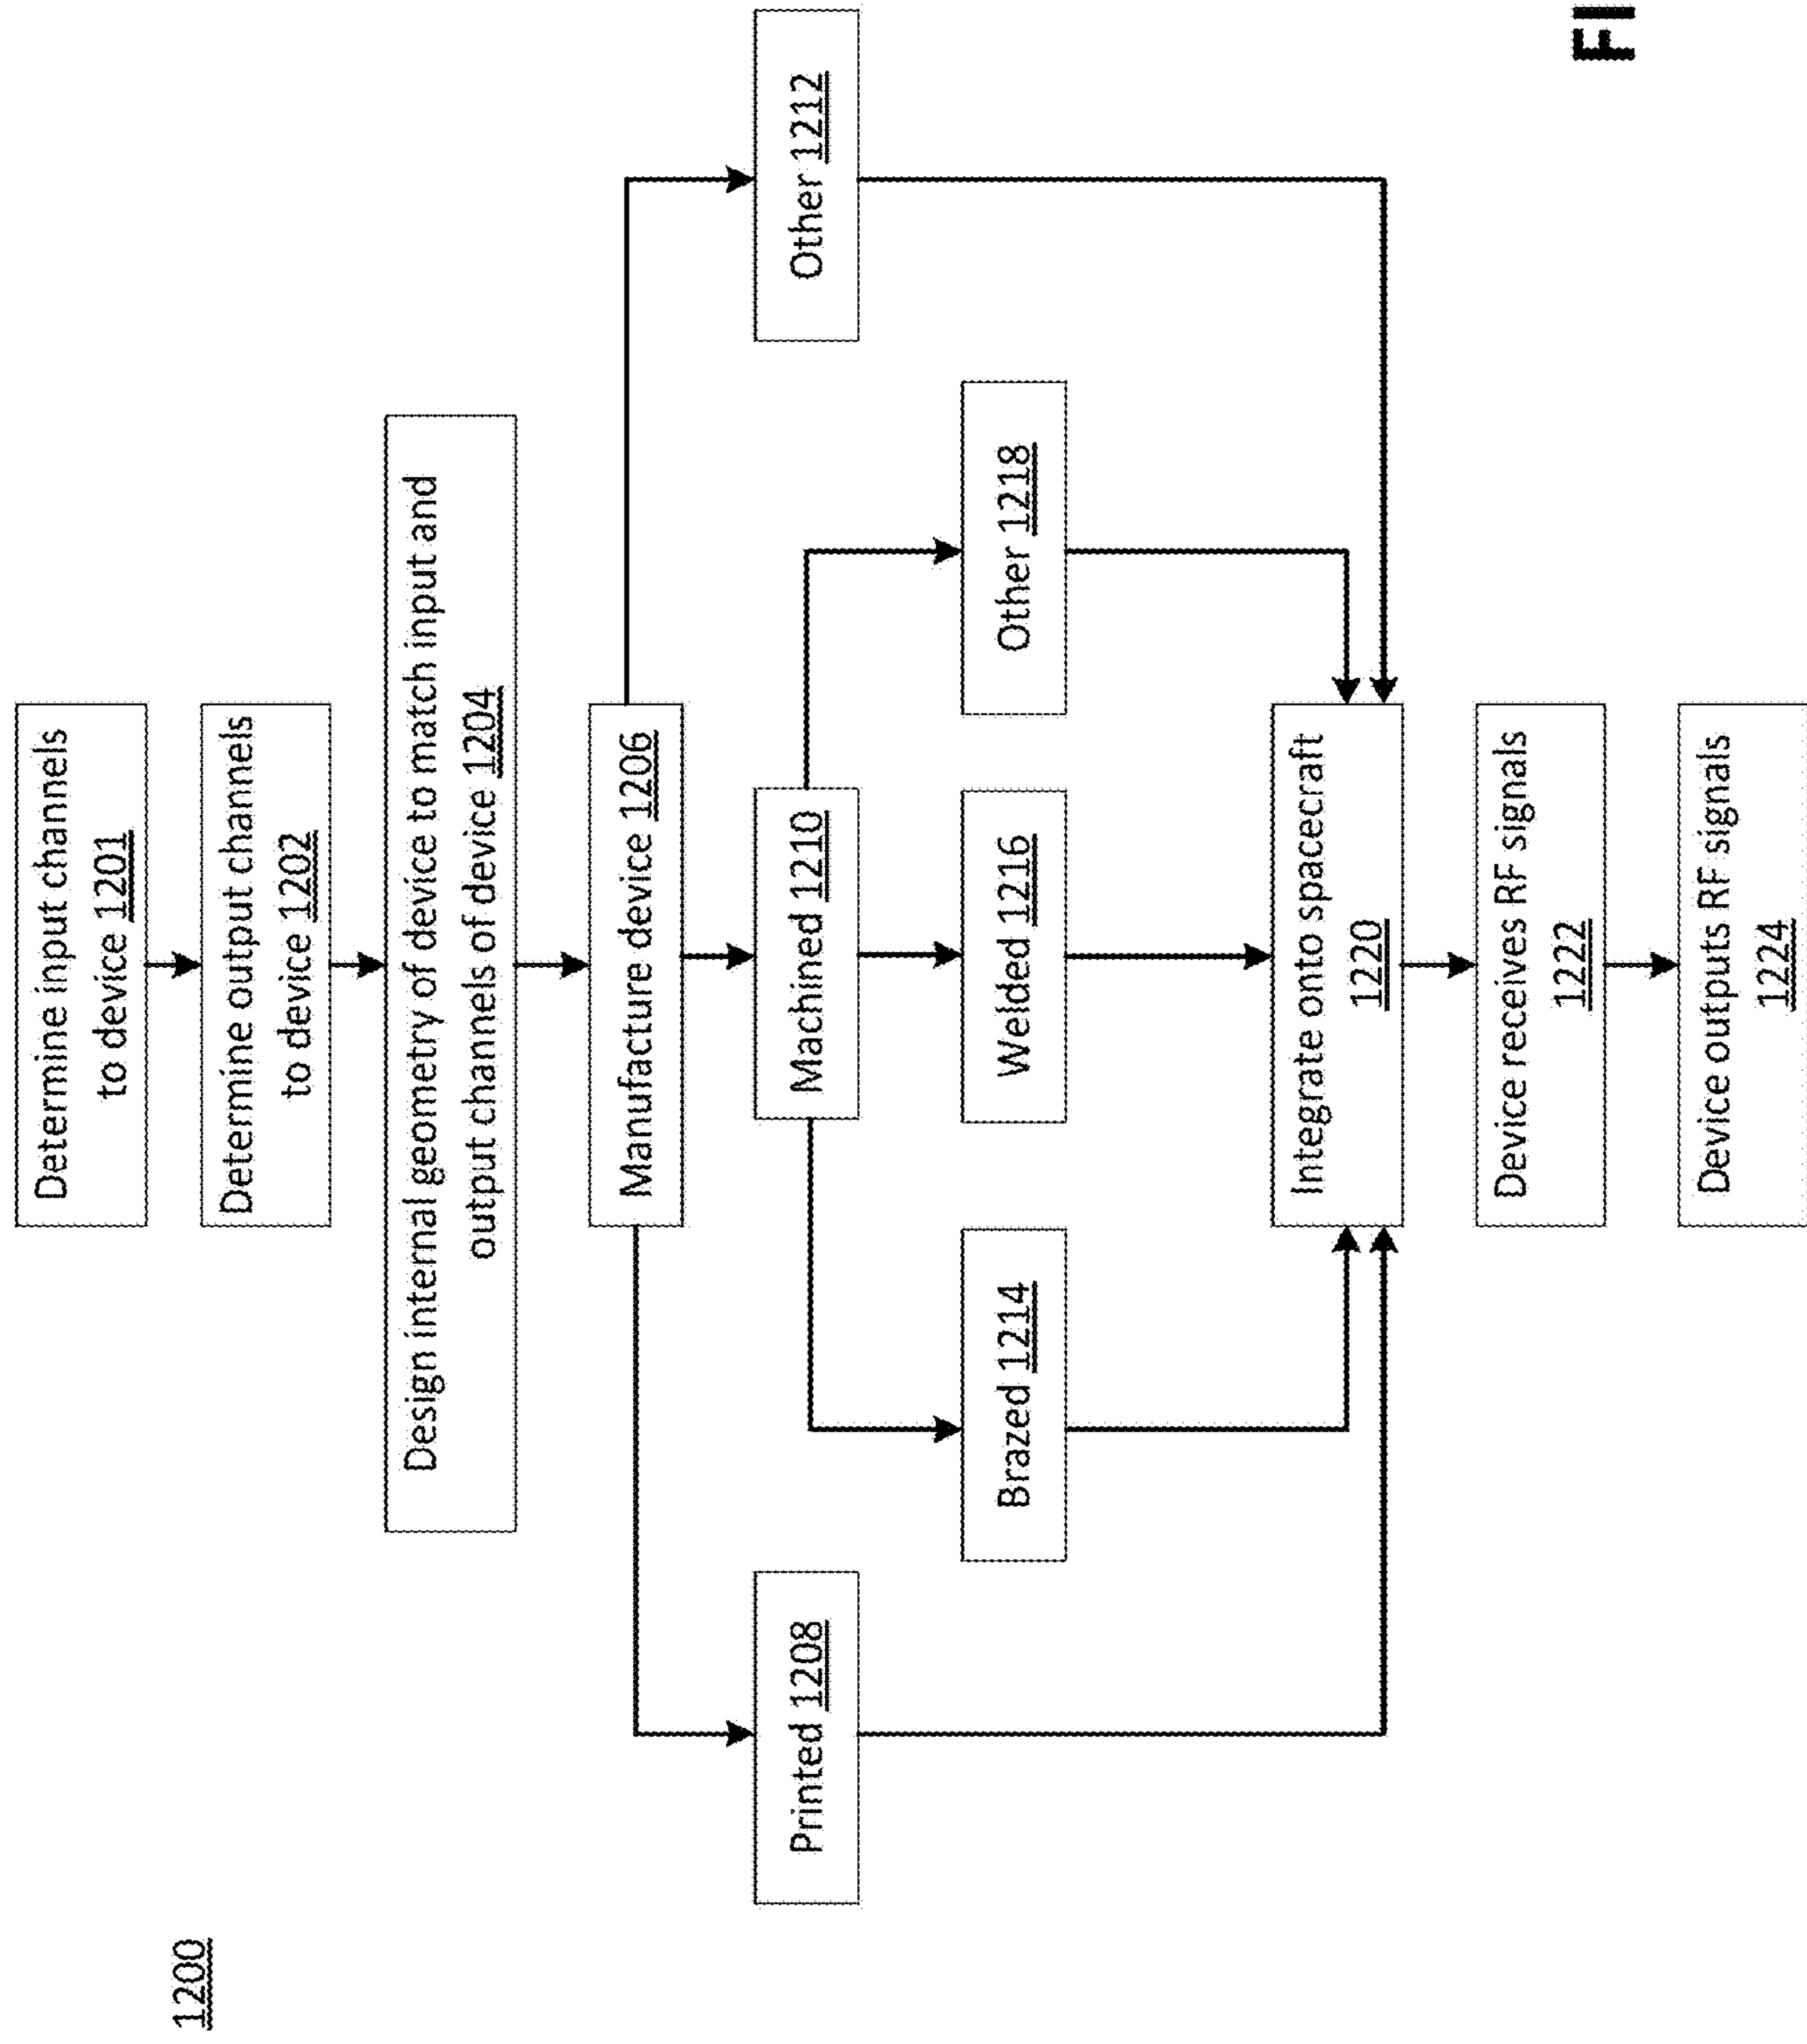 1200
Determine input channels
to device 1201
Determine output channels
to device 1202
Design internal geometry of device to match input and
output channels of device 1204
Manufacture device 1206
Printed 1208
Machined 1210
Other 1212
Brazed 1214
Welded 1216
Other 1218
Integrate onto spacecraft
1220
Device receives RF signals
1222
Device outputs RF signals
1224
FI